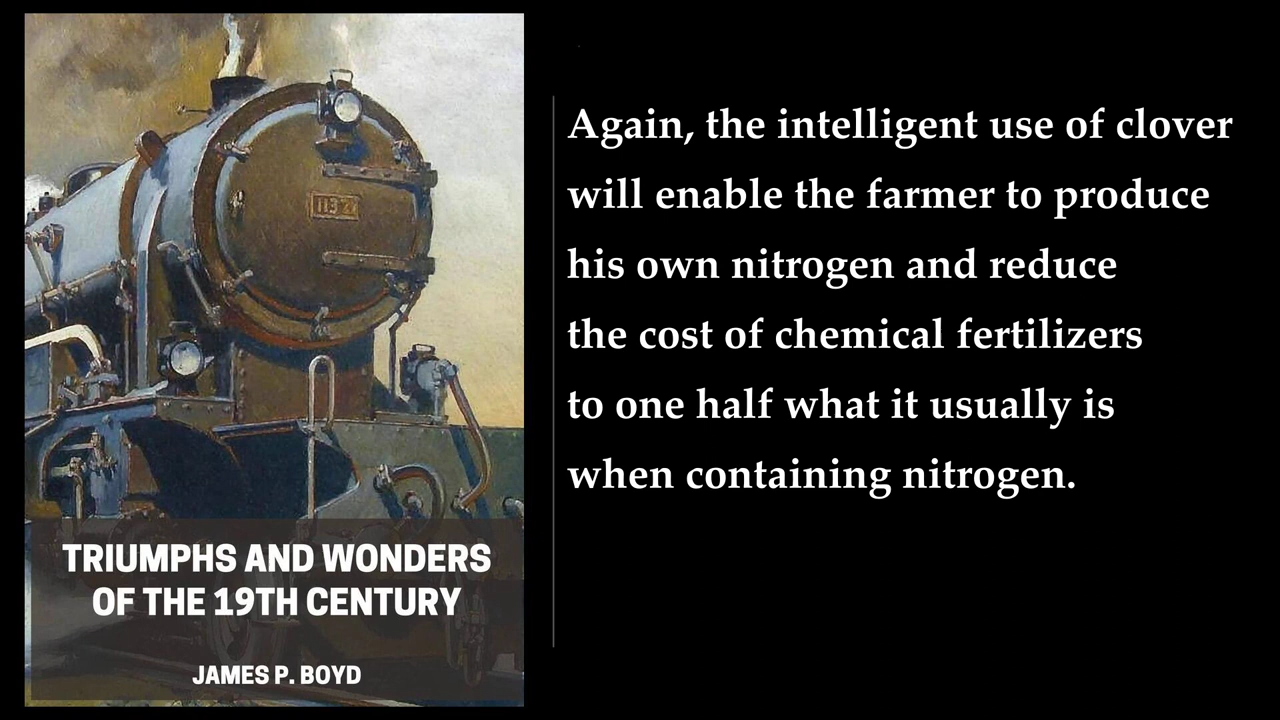 Again, the intelligent use of clover
will enable the farmer to produce
his own nitrogen and reduce
the cost of chemical fertilizers
to one half what it usually is
when containing nitrogen.
TRIUMPHS AND WONDERS
OF THE 19TH CENTURY
JAMES P. BOYD